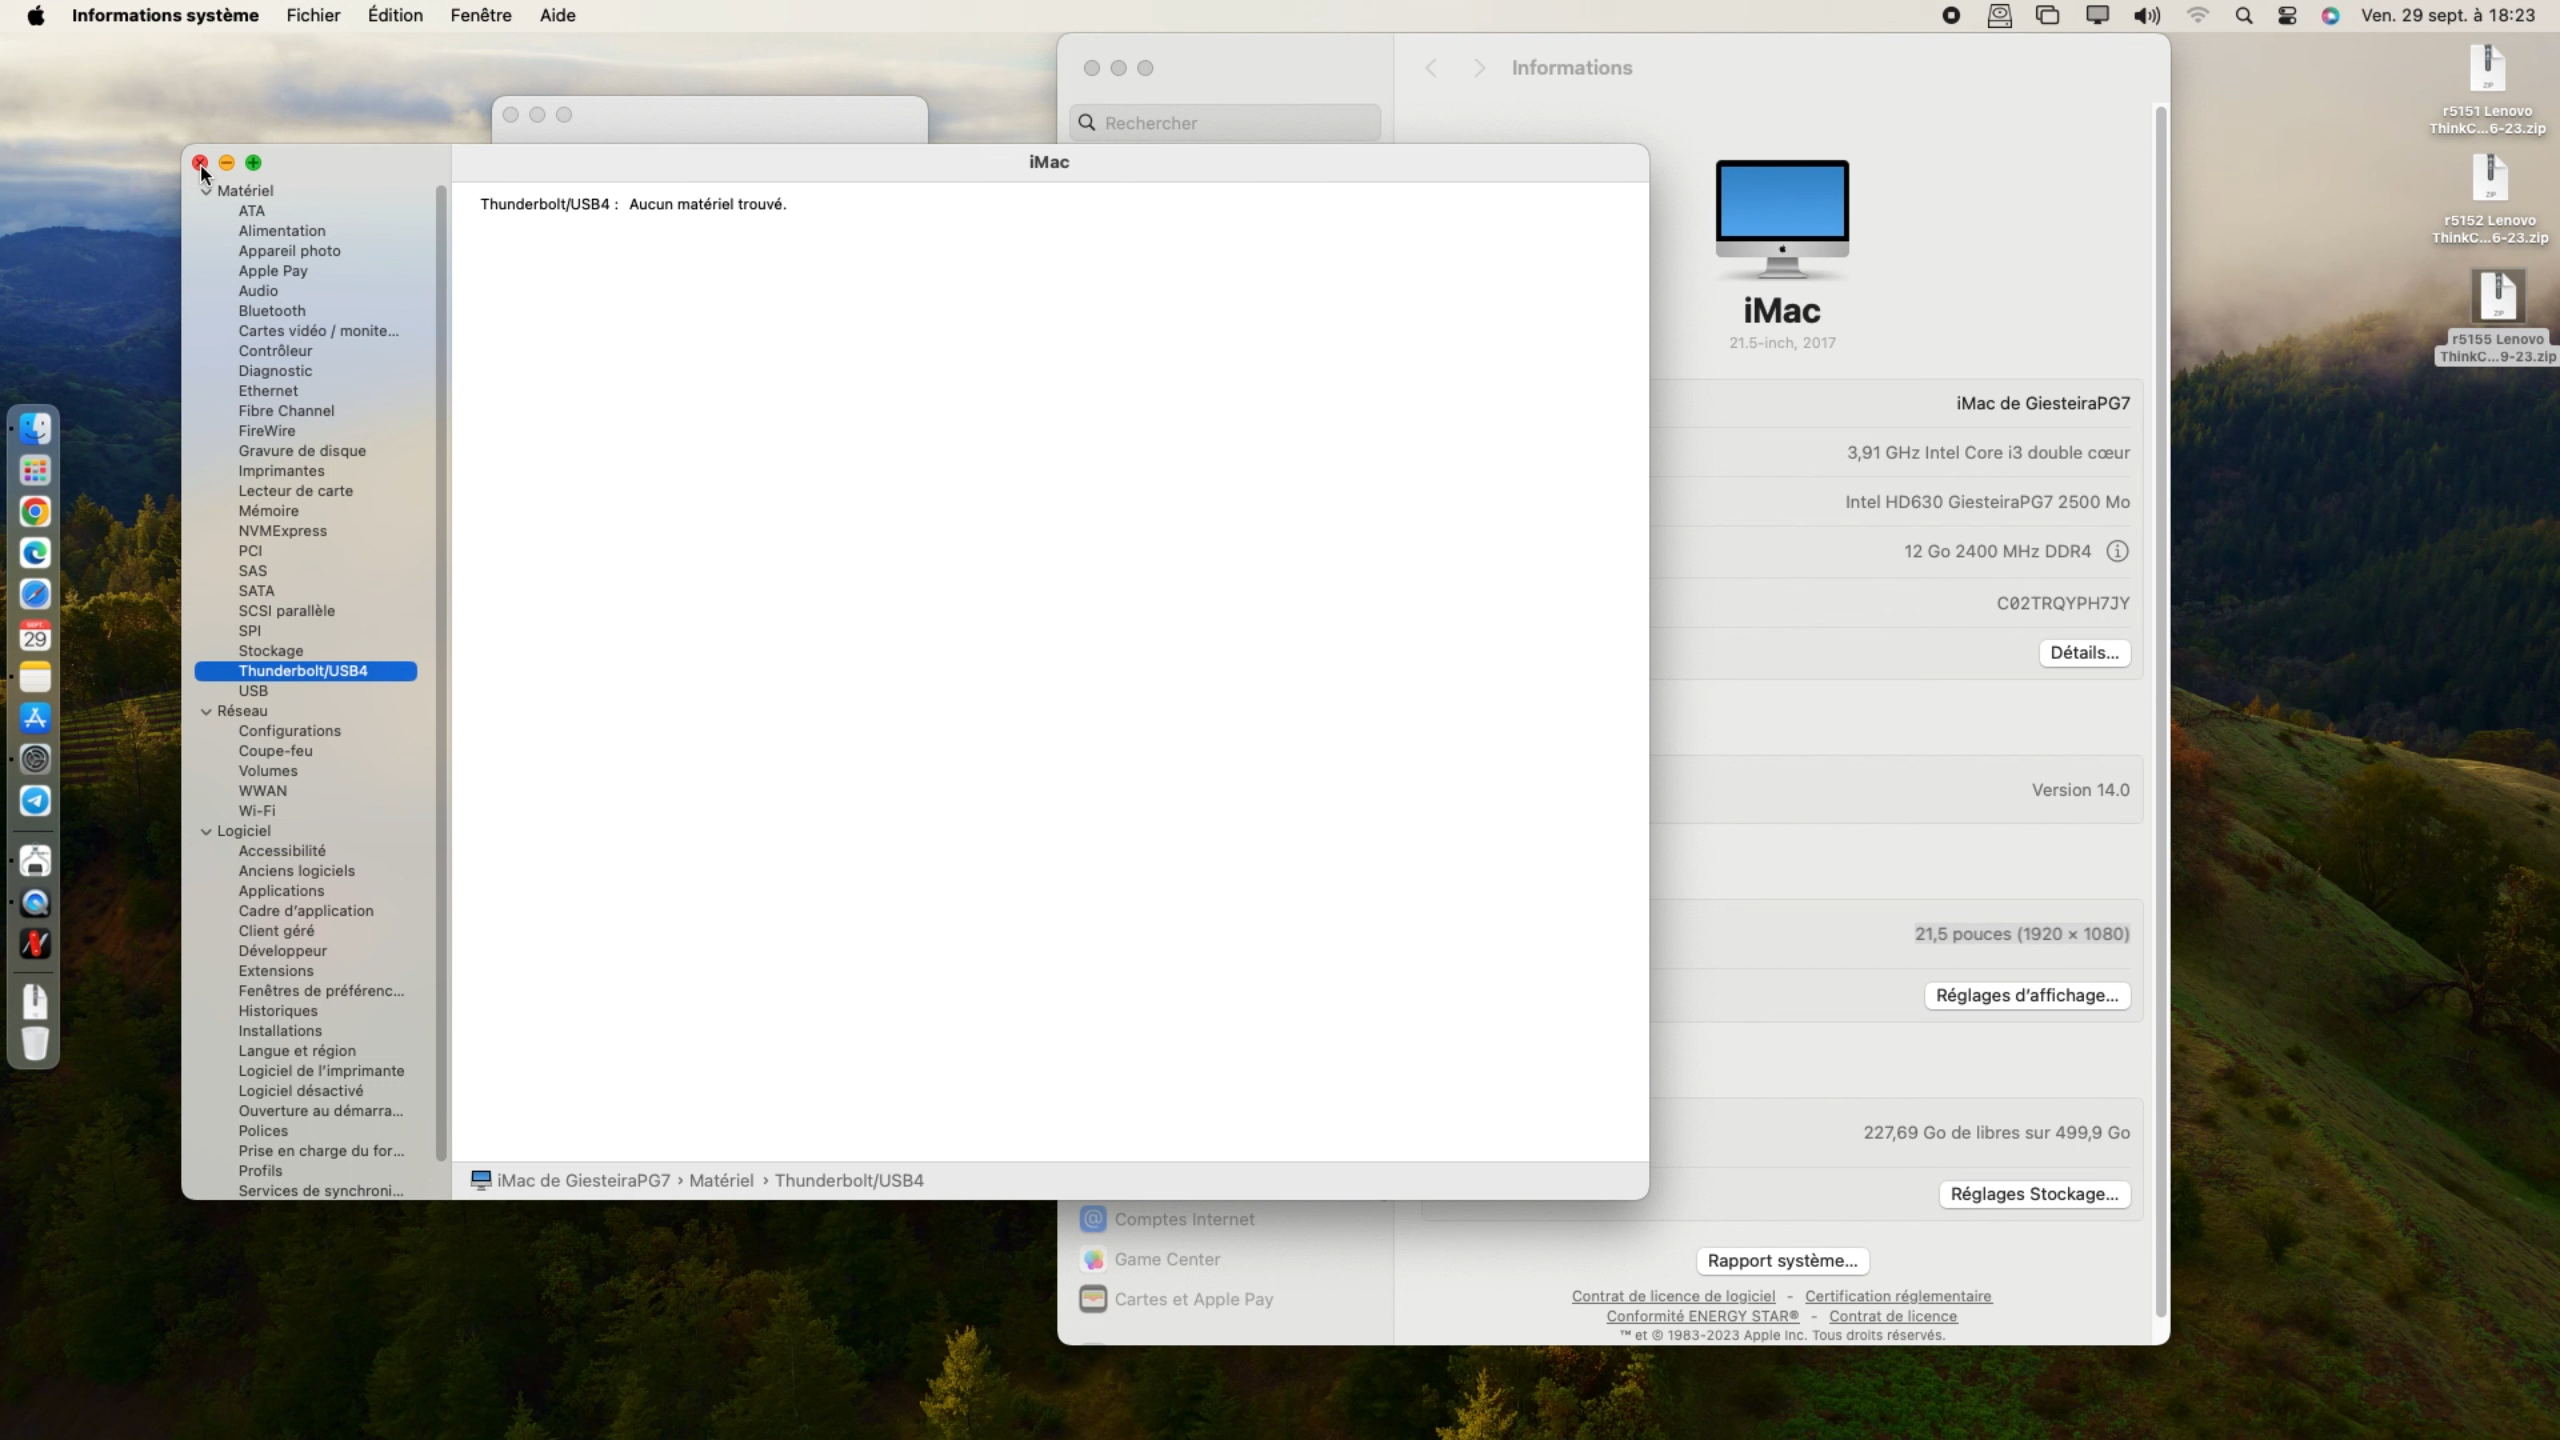 Informations système Fichier Édition Fenêtre Aide
Ven. 29 sept. à 18:23
Informations
Rechercher
iMac
21.5-inch, 2017
iMac de GiesteiraPG7
3,91 GHz Intel Core i3 double cœur
Intel HD630 GiesteiraPG7 2500 Mo
12 Go 2400 MHz DDR4
C02TRQYPH7JY
Détails...
Version 14.0
21,5 pouces (1920 × 1080)
Réglages d’affichage...
227,69 Go de libres sur 499,9 Go
Réglages Stockage...
Rapport système...
Contrat de licence de logiciel - Certification réglementaire
Conformité ENERGY STAR® - Contrat de licence
™ et © 1983-2023 Apple Inc. Tous droits réservés.
Comptes Internet
Game Center
Cartes et Apple Pay
iMac
Matériel
ATA
Alimentation
Appareil photo
Apple Pay
Audio
Bluetooth
Cartes vidéo / monite...
Contrôleur
Diagnostic
Ethernet
Fibre Channel
FireWire
Gravure de disque
Imprimantes
Lecteur de carte
Mémoire
NVMExpress
PCI
SAS
SATA
SCSI parallèle
SPI
Stockage
Thunderbolt/USB4
USB
Réseau
Configurations
Coupe-feu
Volumes
WWAN
Wi-Fi
Logiciel
Accessibilité
Anciens logiciels
Applications
Cadre d’application
Client géré
Développeur
Extensions
Fenêtres de préférenc...
Historiques
Installations
Langue et région
Logiciel de l’imprimante
Logiciel désactivé
Ouverture au démarra...
Polices
Prise en charge du for...
Profils
Services de synchroni...
Thunderbolt/USB4 : Aucun matériel trouvé.
iMac de GiesteiraPG7 › Matériel › Thunderbolt/USB4
ZIP
r5151 Lenovo
ThinkC...6-23.zip
ZIP
r5152 Lenovo
ThinkC...6-23.zip
ZIP
r5155 Lenovo
ThinkC...9-23.zip
SEPT.
29